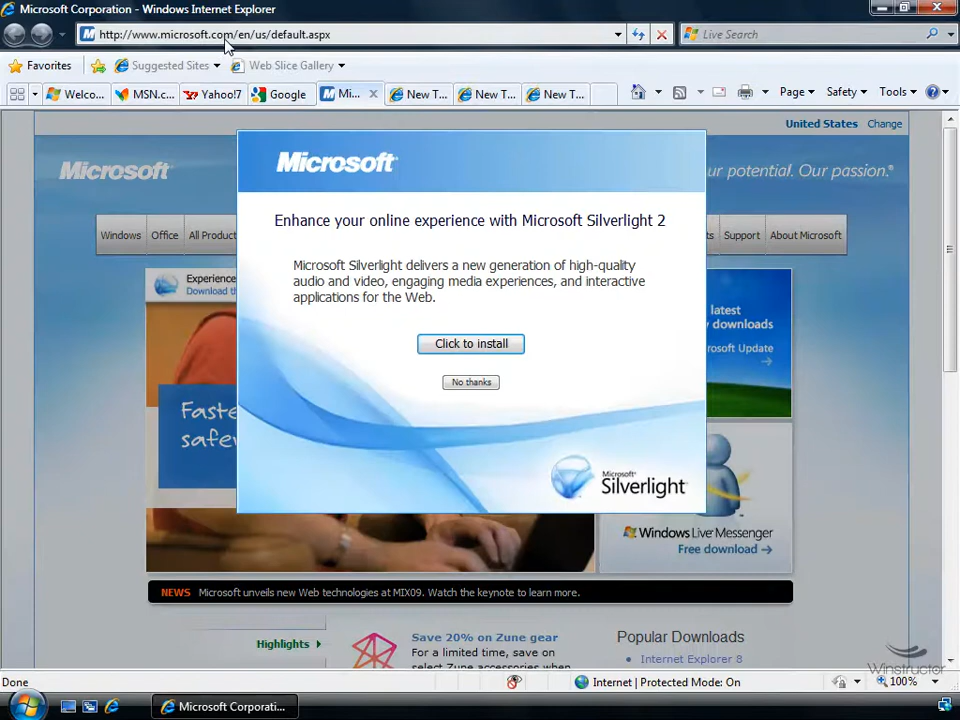 Microsoft Corporation - Windows Internet Explorer
http://www.microsoft.com/en/us/default.aspx
Live Search
Favorites
Suggested Sites
Web Slice Gallery
Welco...
MSN.c...
Yahoo!7
Google
Mi...
New T...
New T...
New T...
Page
Safety
Tools
United States
Change
Microsoft
ur potential. Our passion.®
Microsoft
Windows
Office
All Product
ts
Support
About Microsoft
Enhance your online experience with Microsoft Silverlight 2
Microsoft Silverlight delivers a new generation of high-quality
audio and video, engaging media experiences, and interactive
applications for the Web.
Click to install
No thanks
Microsoft®
Silverlight
Experience
Download th
Faste
safer
latest
downloads
rosoft Update
Windows Live Messenger
Free download
NEWS
Microsoft unveils new Web technologies at MIX09. Watch the keynote to learn more.
Highlights
Save 20% on Zune gear
For a limited time, save on
select Zune accessories when
Popular Downloads
Internet Explorer 8
Winstructor
Done
Internet | Protected Mode: On
100%
Microsoft Corporati...